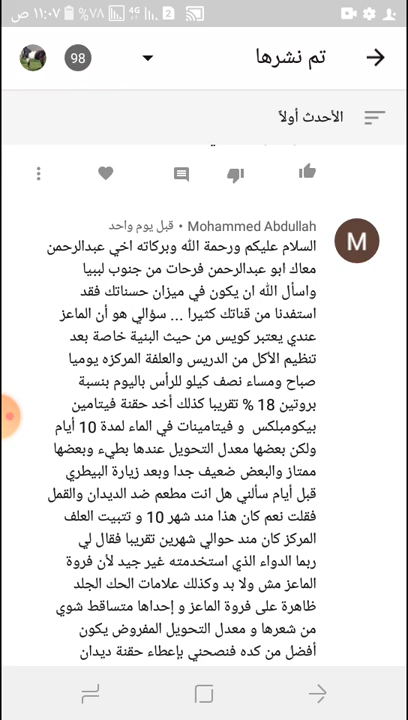 ١١:٠٧ ص ٧٨% 4G 2
تم نشرها
98
الأحدث أولاً
Mohammed Abdullah • قبل يوم واحد
M
السلام عليكم ورحمة الله وبركاته اخي عبدالرحمن
معاك ابو عبدالرحمن فرحات من جنوب لبييا
واسأل الله ان يكون في ميزان حسناتك فقد
استفدنا من قناتك كثيرا ... سؤالي هو أن الماعز
عندي يعتبر كويس من حيث البنية خاصة بعد
تنظيم الأكل من الدريس والعلفة المركزه يوميا
صباح ومساء نصف كيلو للرأس باليوم بنسبة
بروتين 18 % تقريبا كذلك أخد حقنة فيتامين
بيكومبلكس و فيتامينات في الماء لمدة 10 أيام
ولكن بعضها معدل التحويل عندها بطيء وبعضها
ممتاز والبعض ضعيف جدا وبعد زيارة البيطري
قبل أيام سألني هل انت مطعم ضد الديدان والقمل
فقلت نعم كان هذا مند شهر 10 و تتبيت العلف
المركز كان مند حوالي شهرين تقريبا فقال لي
ربما الدواء الذي استخدمته غير جيد لأن فروة
الماعز مش ولا بد وكذلك علامات الحك الجلد
ظاهرة على فروة الماعز و إحداها متساقط شوي
من شعرها و معدل التحويل المفروض يكون
أفضل من كده فنصحني بإعطاء حقنة ديدان